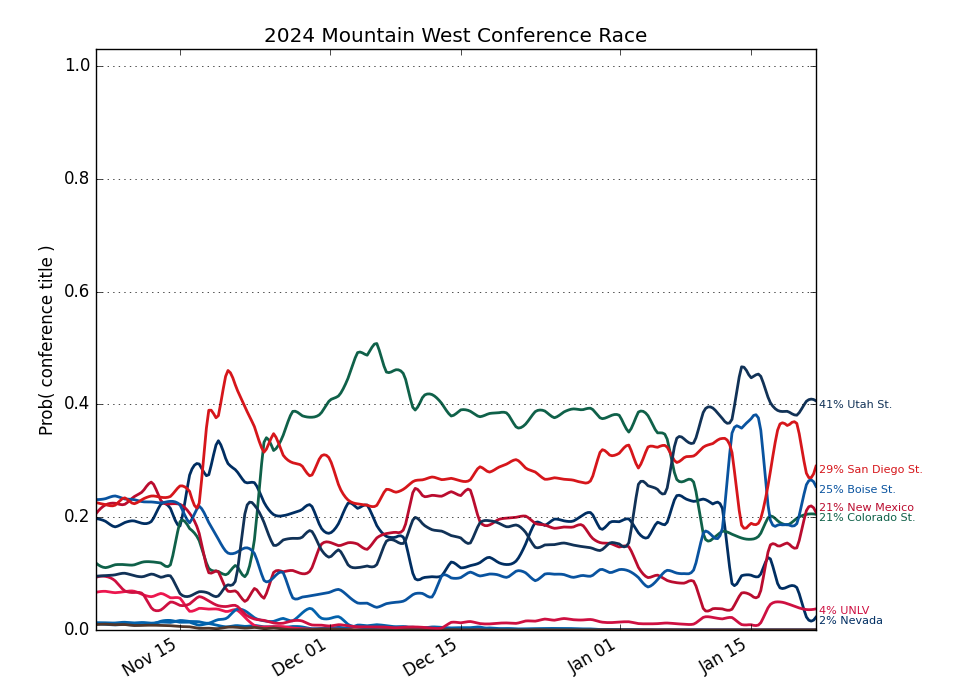 2024 Mountain West Conference Race
Prob( conference title )
1.0
0.8
0.6
0.4
0.2
0.0
Nov 15
Dec 01
Dec 15
Jan 01
Jan 15
41% Utah St.
29% San Diego St.
25% Boise St.
21% New Mexico
21% Colorado St.
4% UNLV
2% Nevada